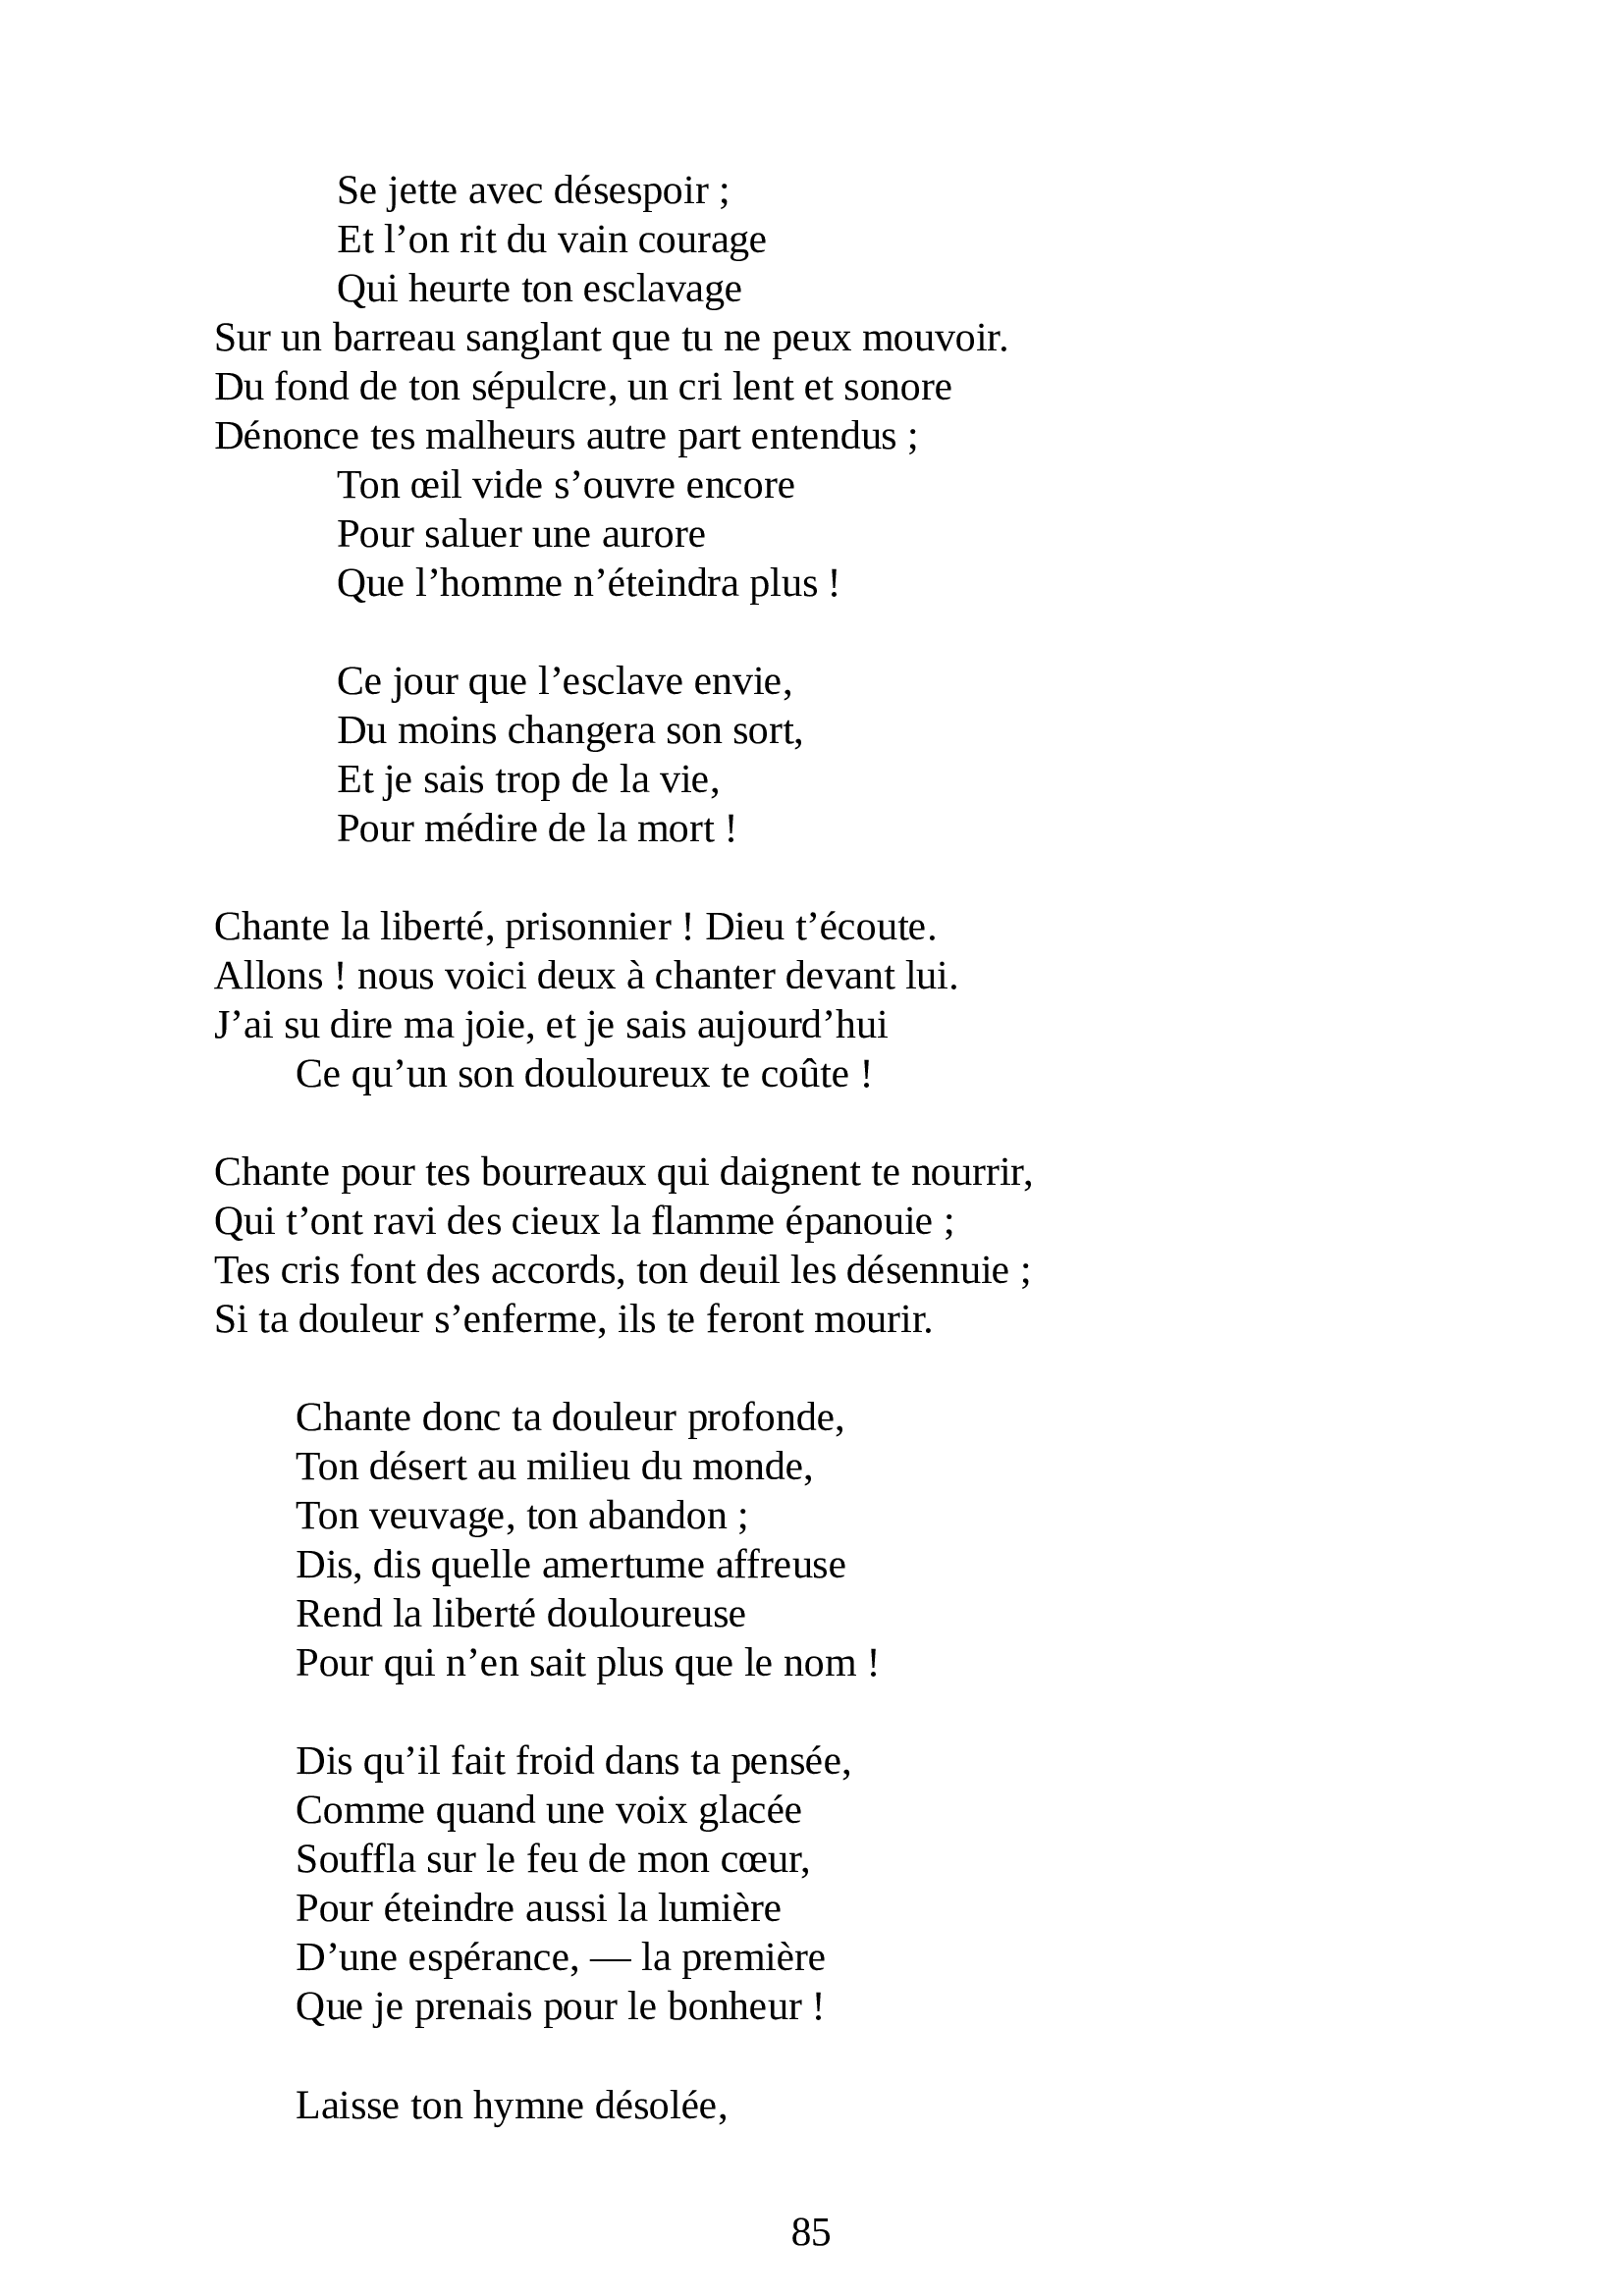 Se jette avec désespoir ;
Et l’on rit du vain courage
Qui heurte ton esclavage
Sur un barreau sanglant que tu ne peux mouvoir.
Du fond de ton sépulcre, un cri lent et sonore
Dénonce tes malheurs autre part entendus ;
Ton œil vide s’ouvre encore
Pour saluer une aurore
Que l’homme n’éteindra plus !
Ce jour que l’esclave envie,
Du moins changera son sort,
Et je sais trop de la vie,
Pour médire de la mort !
Chante la liberté, prisonnier ! Dieu t’écoute.
Allons ! nous voici deux à chanter devant lui.
J’ai su dire ma joie, et je sais aujourd’hui
Ce qu’un son douloureux te coûte !
Chante pour tes bourreaux qui daignent te nourrir,
Qui t’ont ravi des cieux la flamme épanouie ;
Tes cris font des accords, ton deuil les désennuie ;
Si ta douleur s’enferme, ils te feront mourir.
Chante donc ta douleur profonde,
Ton désert au milieu du monde,
Ton veuvage, ton abandon ;
Dis, dis quelle amertume affreuse
Rend la liberté douloureuse
Pour qui n’en sait plus que le nom !
Dis qu’il fait froid dans ta pensée,
Comme quand une voix glacée
Souffla sur le feu de mon cœur,
Pour éteindre aussi la lumière
D’une espérance, — la première
Que je prenais pour le bonheur !
Laisse ton hymne désolée,
85